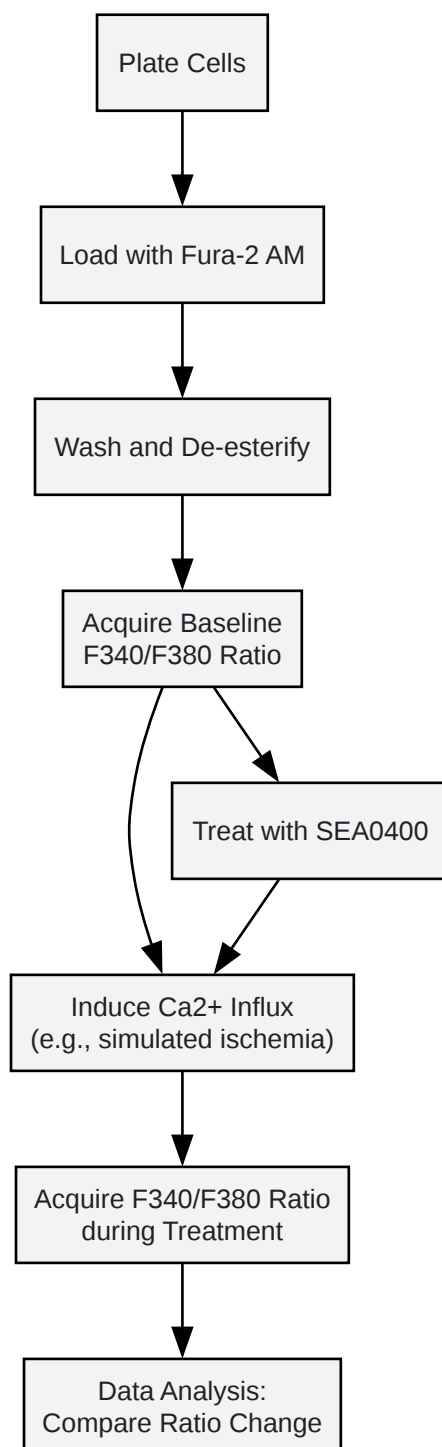 Plate Cells
Load with Fura-2 AM
Wash and De-esterify
Acquire Baseline
F340/F380 Ratio
Treat with SEA0400
Induce Ca2+ Influx
(e.g., simulated ischemia)
Acquire F340/F380 Ratio
during Treatment
Data Analysis:
Compare Ratio Change